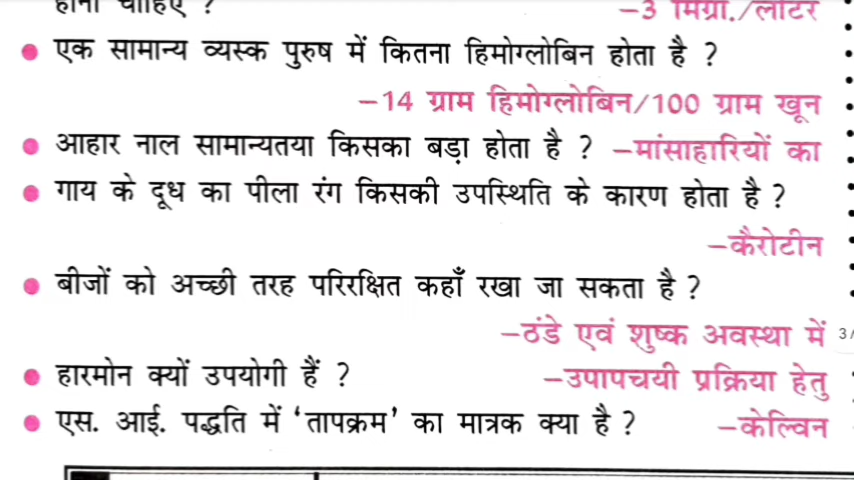 होना चाहिए ?
–3 मिग्रा./लीटर
● एक सामान्य व्यस्क पुरुष में कितना हिमोग्लोबिन होता है ?
–14 ग्राम हिमोग्लोबिन/100 ग्राम खून
● आहार नाल सामान्यतया किसका बड़ा होता है ? –मांसाहारियों का
● गाय के दूध का पीला रंग किसकी उपस्थिति के कारण होता है ?
–कैरोटीन
● बीजों को अच्छी तरह परिरक्षित कहाँ रखा जा सकता है ?
–ठंडे एवं शुष्क अवस्था में
● हारमोन क्यों उपयोगी हैं ? –उपापचयी प्रक्रिया हेतु
● एस. आई. पद्धति में ‘तापक्रम’ का मात्रक क्या है ? –केल्विन